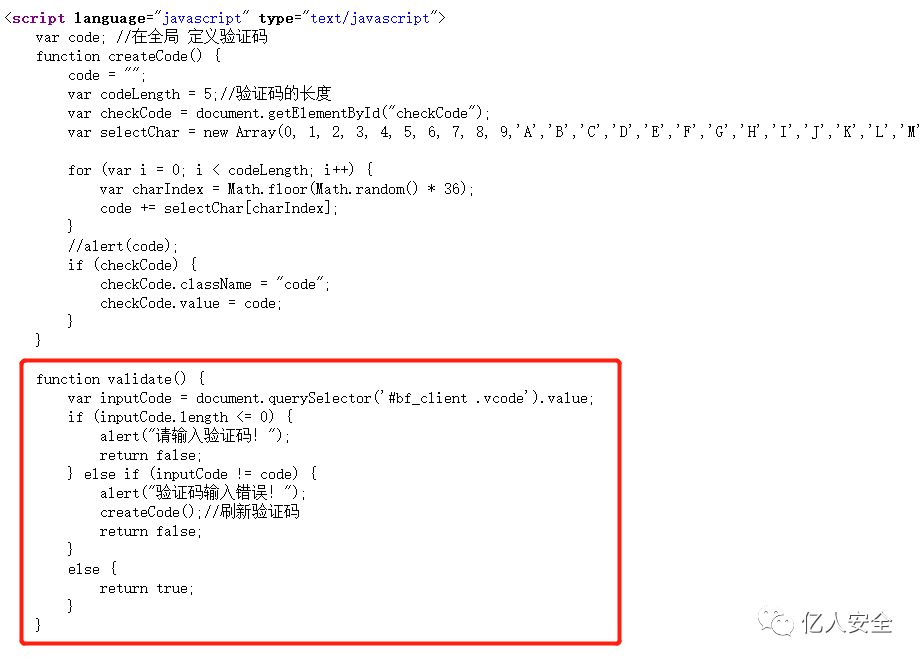 <script language="javascript" type="text/javascript">
var code; //在全局 定义验证码
function createCode() {
code = "";
var codeLength = 5;//验证码的长度
var checkCode = document.getElementById("checkCode");
var selectChar = new Array(0, 1, 2, 3, 4, 5, 6, 7, 8, 9,'A','B','C','D','E','F','G','H','I','J','K','L','M'
for (var i = 0; i < codeLength; i++) {
var charIndex = Math.floor(Math.random() * 36);
code += selectChar[charIndex];
}
//alert(code);
if (checkCode) {
checkCode.className = "code";
checkCode.value = code;
}
}
function validate() {
var inputCode = document.querySelector('#bf_client .vcode').value;
if (inputCode.length <= 0) {
alert("请输入验证码！");
return false;
} else if (inputCode != code) {
alert("验证码输入错误！");
createCode();//刷新验证码
return false;
}
else {
return true;
}
}
亿人安全